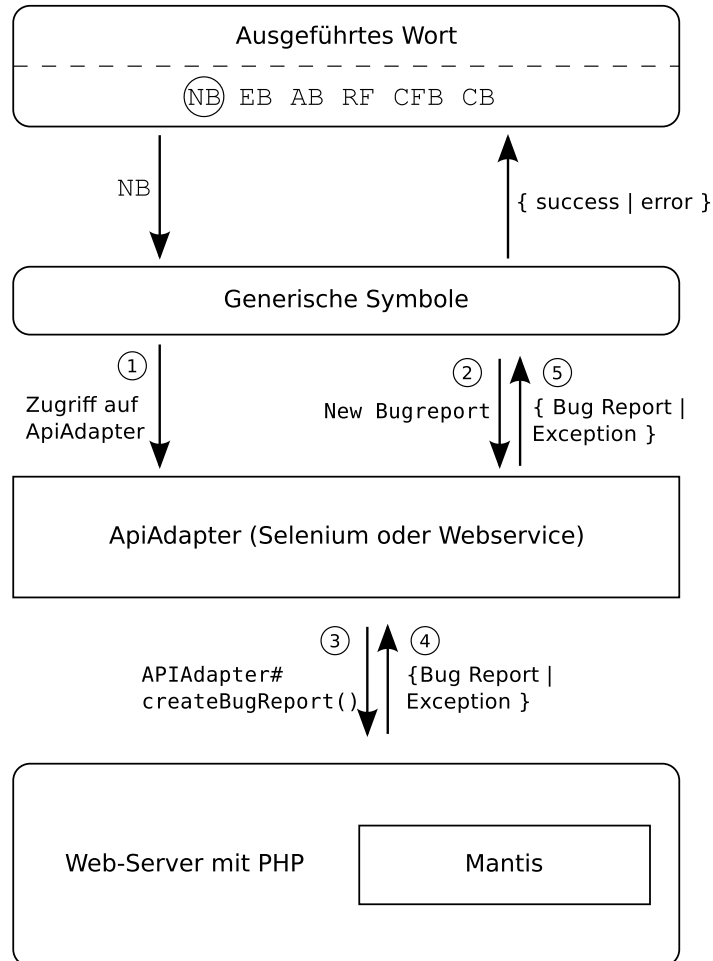 Ausgeführtes Wort
NB EB AB RF CFB CB
NB
{ success | error }
Generische Symbole
1
Zugriff auf
ApiAdapter
2
New Bugreport
5
{ Bug Report |
Exception }
ApiAdapter (Selenium oder Webservice)
3
APIAdapter#
createBugReport()
4
{Bug Report |
Exception }
Web-Server mit PHP
Mantis